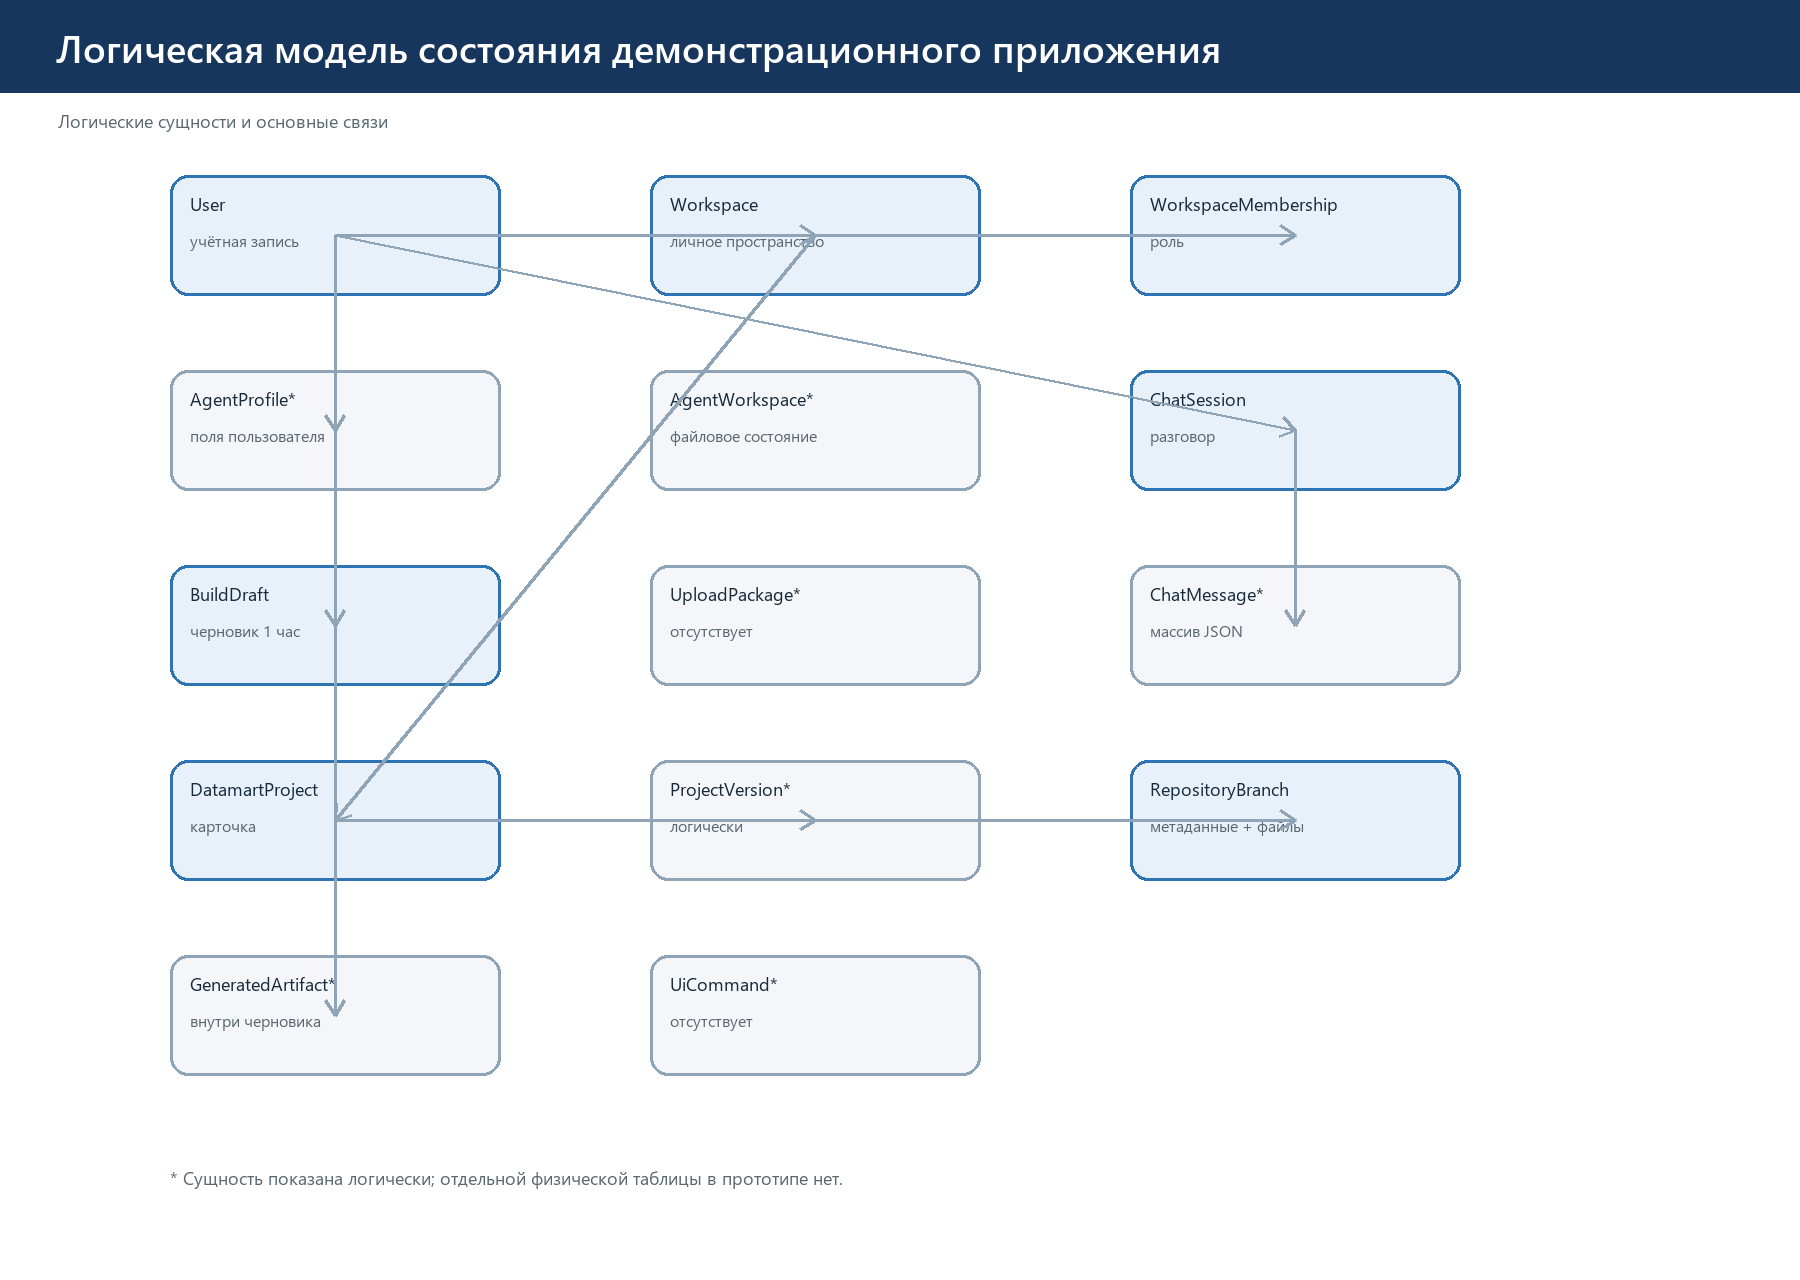 Логическая модель состояния демонстрационного приложения
Логические сущности и основные связи
User
учётная запись
Workspace
личное пространство
WorkspaceMembership
роль
AgentProfile*
поля пользователя
AgentWorkspace*
файловое состояние
ChatSession
разговор
BuildDraft
черновик 1 час
UploadPackage*
отсутствует
ChatMessage*
массив JSON
DatamartProject
карточка
ProjectVersion*
логически
RepositoryBranch
метаданные + файлы
GeneratedArtifact*
внутри черновика
UiCommand*
отсутствует
* Сущность показана логически; отдельной физической таблицы в прототипе нет.